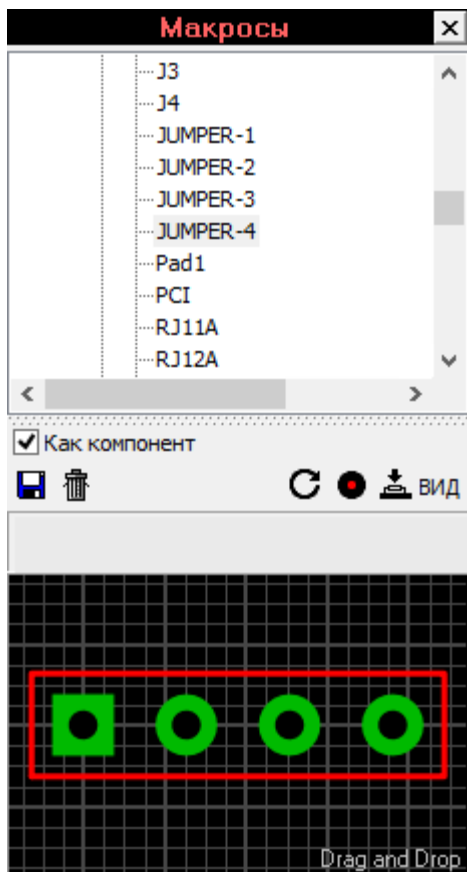 Макросы
J3
J4
JUMPER-1
JUMPER-2
JUMPER-3
JUMPER-4
Pad1
PCI
RJ11A
RJ12A
Как компонент
ВИД
Drag and Drop